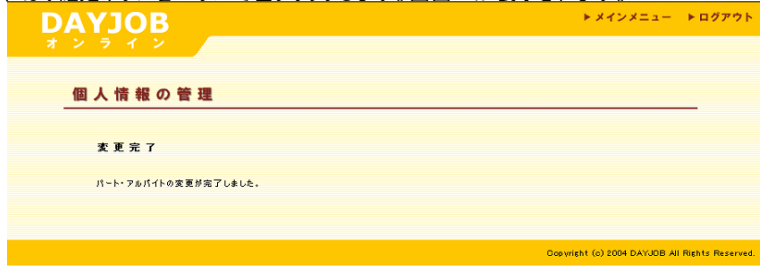 DAYJOB
オンライン
▶ メインメニュー ▶ ログアウト
個人情報の管理
変更完了
パート・アルバイトの変更が完了しました。
Copyright (c) 2004 DAYJOB All Rights Reserved.